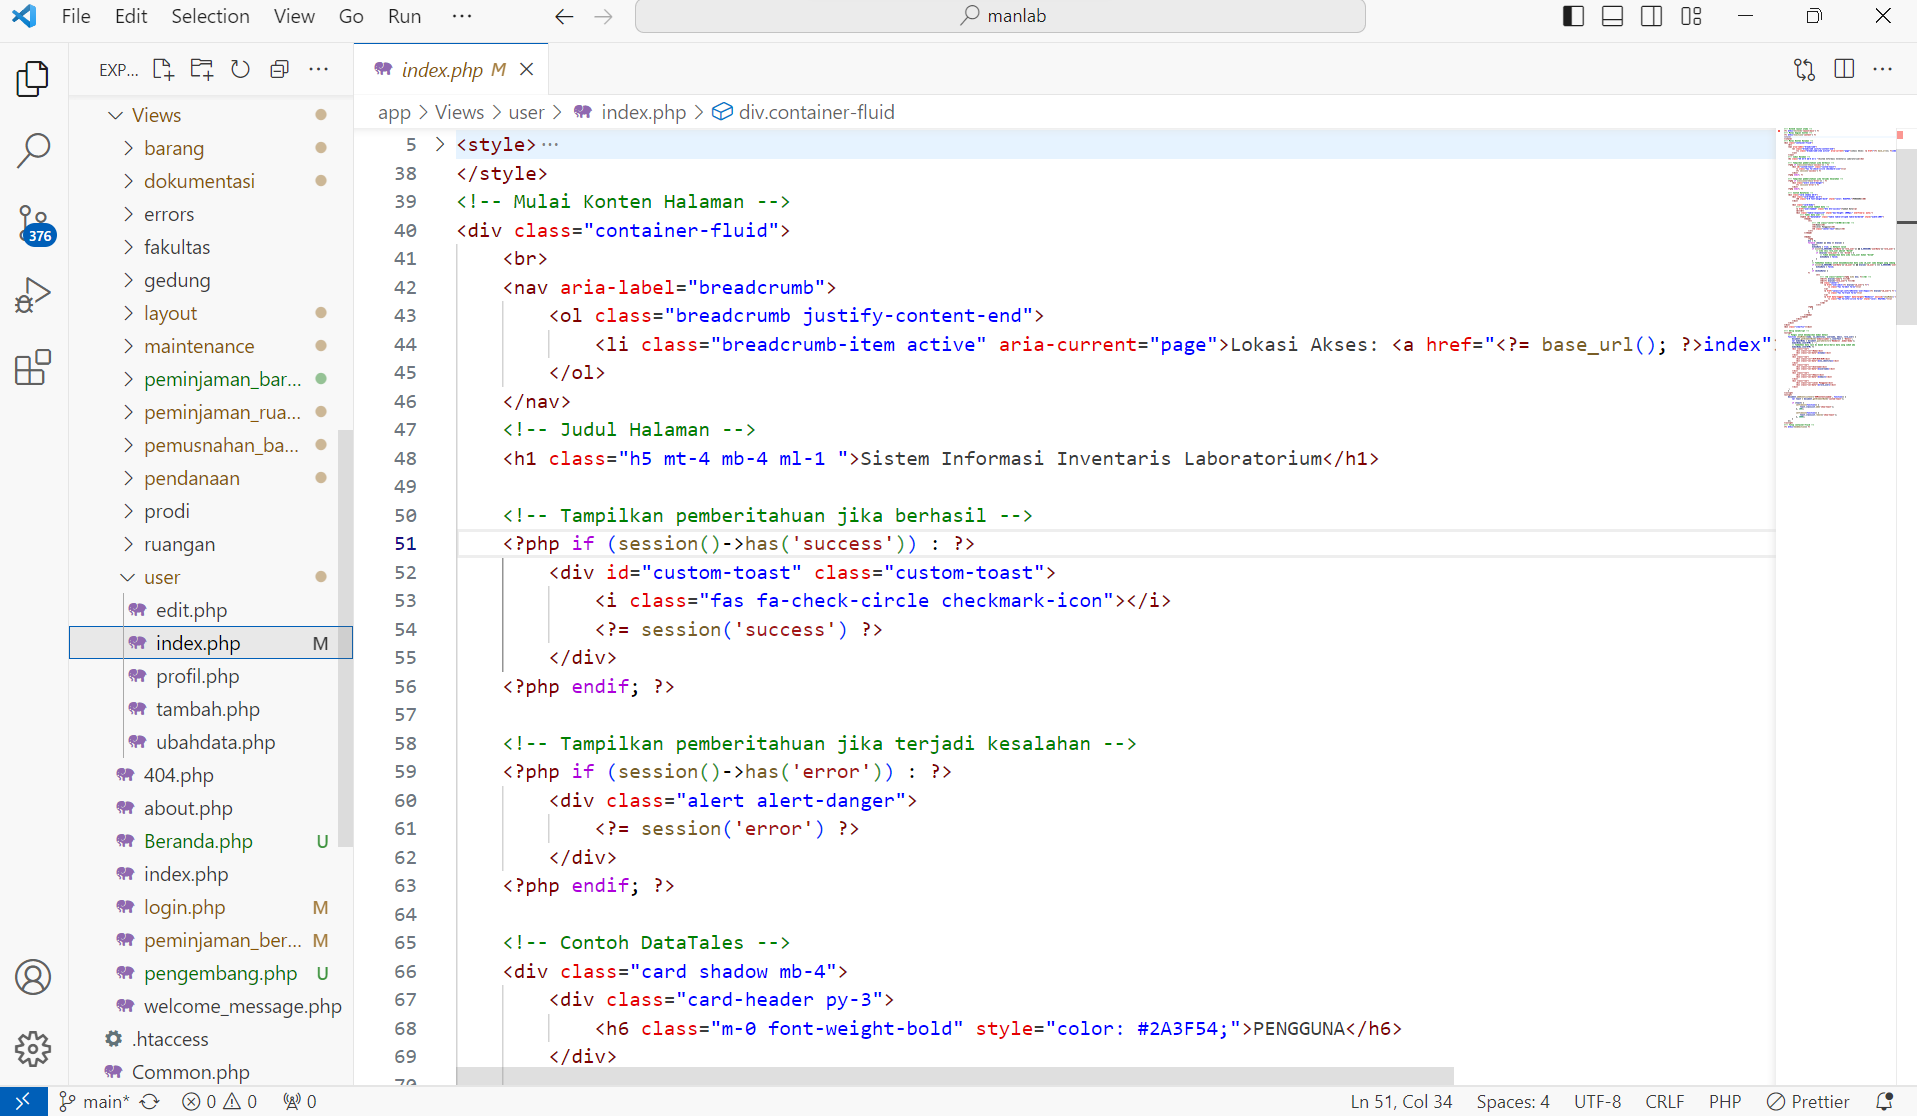 File Edit Selection View Go Run ···
manlab
EXP...
index.php M
app > Views > user > index.php > div.container-fluid
Views
barang
dokumentasi
errors
fakultas
gedung
layout
maintenance
peminjaman_bar...
peminjaman_rua...
pemusnahan_ba...
pendanaan
prodi
ruangan
user
edit.php
index.php M
profil.php
tambah.php
ubahdata.php
404.php
about.php
Beranda.php U
index.php
login.php M
peminjaman_ber... M
pengembang.php U
welcome_message.php
.htaccess
Common.php
376
5 <style>···
38 </style>
39 <!-- Mulai Konten Halaman -->
40 <div class="container-fluid">
41 <br>
42 <nav aria-label="breadcrumb">
43 <ol class="breadcrumb justify-content-end">
44 <li class="breadcrumb-item active" aria-current="page">Lokasi Akses: <a href="<?= base_url(); ?>index"
45 </ol>
46 </nav>
47 <!-- Judul Halaman -->
48 <h1 class="h5 mt-4 mb-4 ml-1 ">Sistem Informasi Inventaris Laboratorium</h1>
49
50 <!-- Tampilkan pemberitahuan jika berhasil -->
51 <?php if (session()->has('success')) : ?>
52 <div id="custom-toast" class="custom-toast">
53 <i class="fas fa-check-circle checkmark-icon"></i>
54 <?= session('success') ?>
55 </div>
56 <?php endif; ?>
57
58 <!-- Tampilkan pemberitahuan jika terjadi kesalahan -->
59 <?php if (session()->has('error')) : ?>
60 <div class="alert alert-danger">
61 <?= session('error') ?>
62 </div>
63 <?php endif; ?>
64
65 <!-- Contoh DataTales -->
66 <div class="card shadow mb-4">
67 <div class="card-header py-3">
68 <h6 class="m-0 font-weight-bold" style="color: #2A3F54;">PENGGUNA</h6>
69 </div>
70
main* 0 0 0
Ln 51, Col 34 Spaces: 4 UTF-8 CRLF PHP Prettier